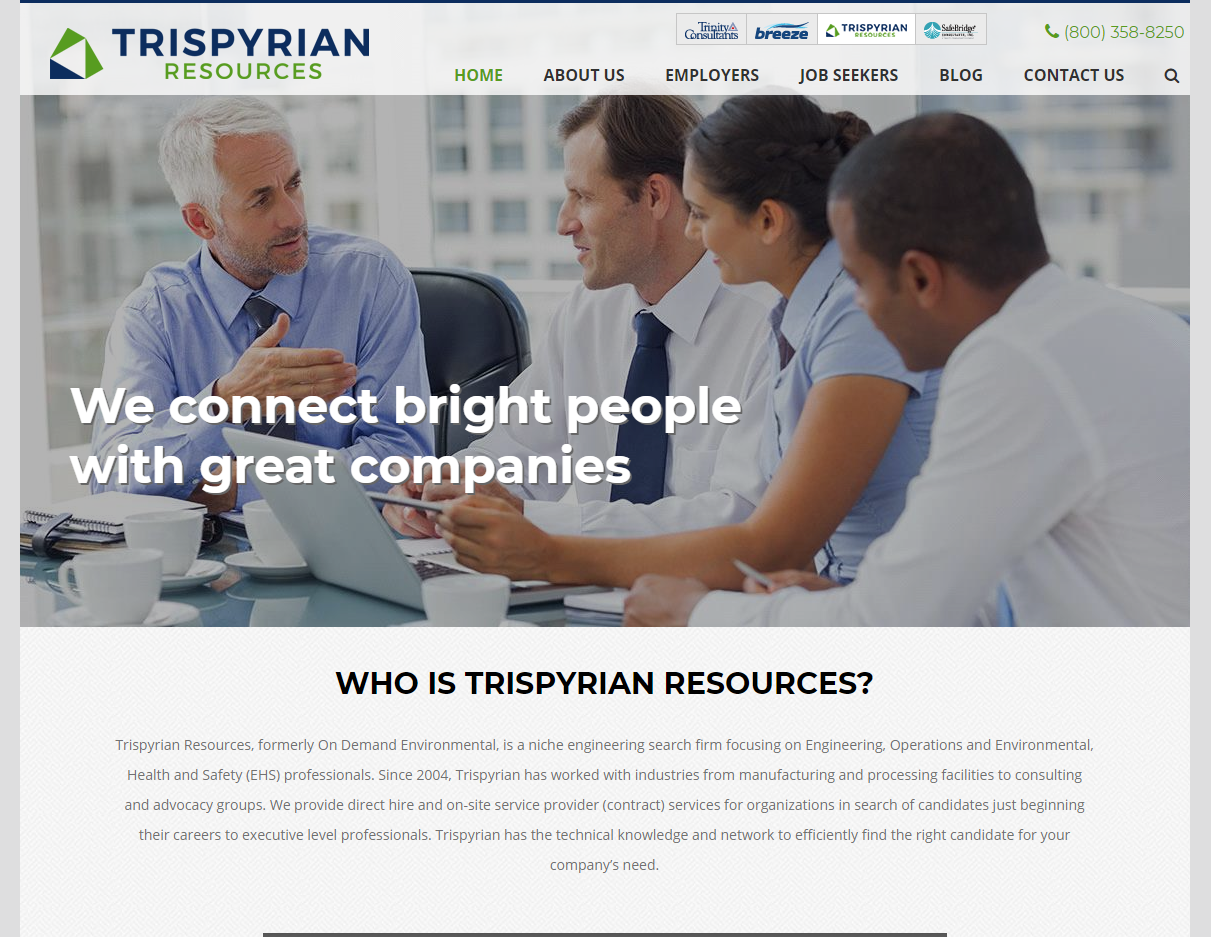 TRISPYRIAN
RESOURCES
Trinity
Consultants
breeze
TRISPYRIAN
RESOURCES
SafeBridge
(800) 358-8250
HOME ABOUT US EMPLOYERS JOB SEEKERS BLOG CONTACT US
We connect bright people
with great companies
WHO IS TRISPYRIAN RESOURCES?
Trispyrian Resources, formerly On Demand Environmental, is a niche engineering search firm focusing on Engineering, Operations and Environmental,
Health and Safety (EHS) professionals. Since 2004, Trispyrian has worked with industries from manufacturing and processing facilities to consulting
and advocacy groups. We provide direct hire and on-site service provider (contract) services for organizations in search of candidates just beginning
their careers to executive level professionals. Trispyrian has the technical knowledge and network to efficiently find the right candidate for your
company’s need.